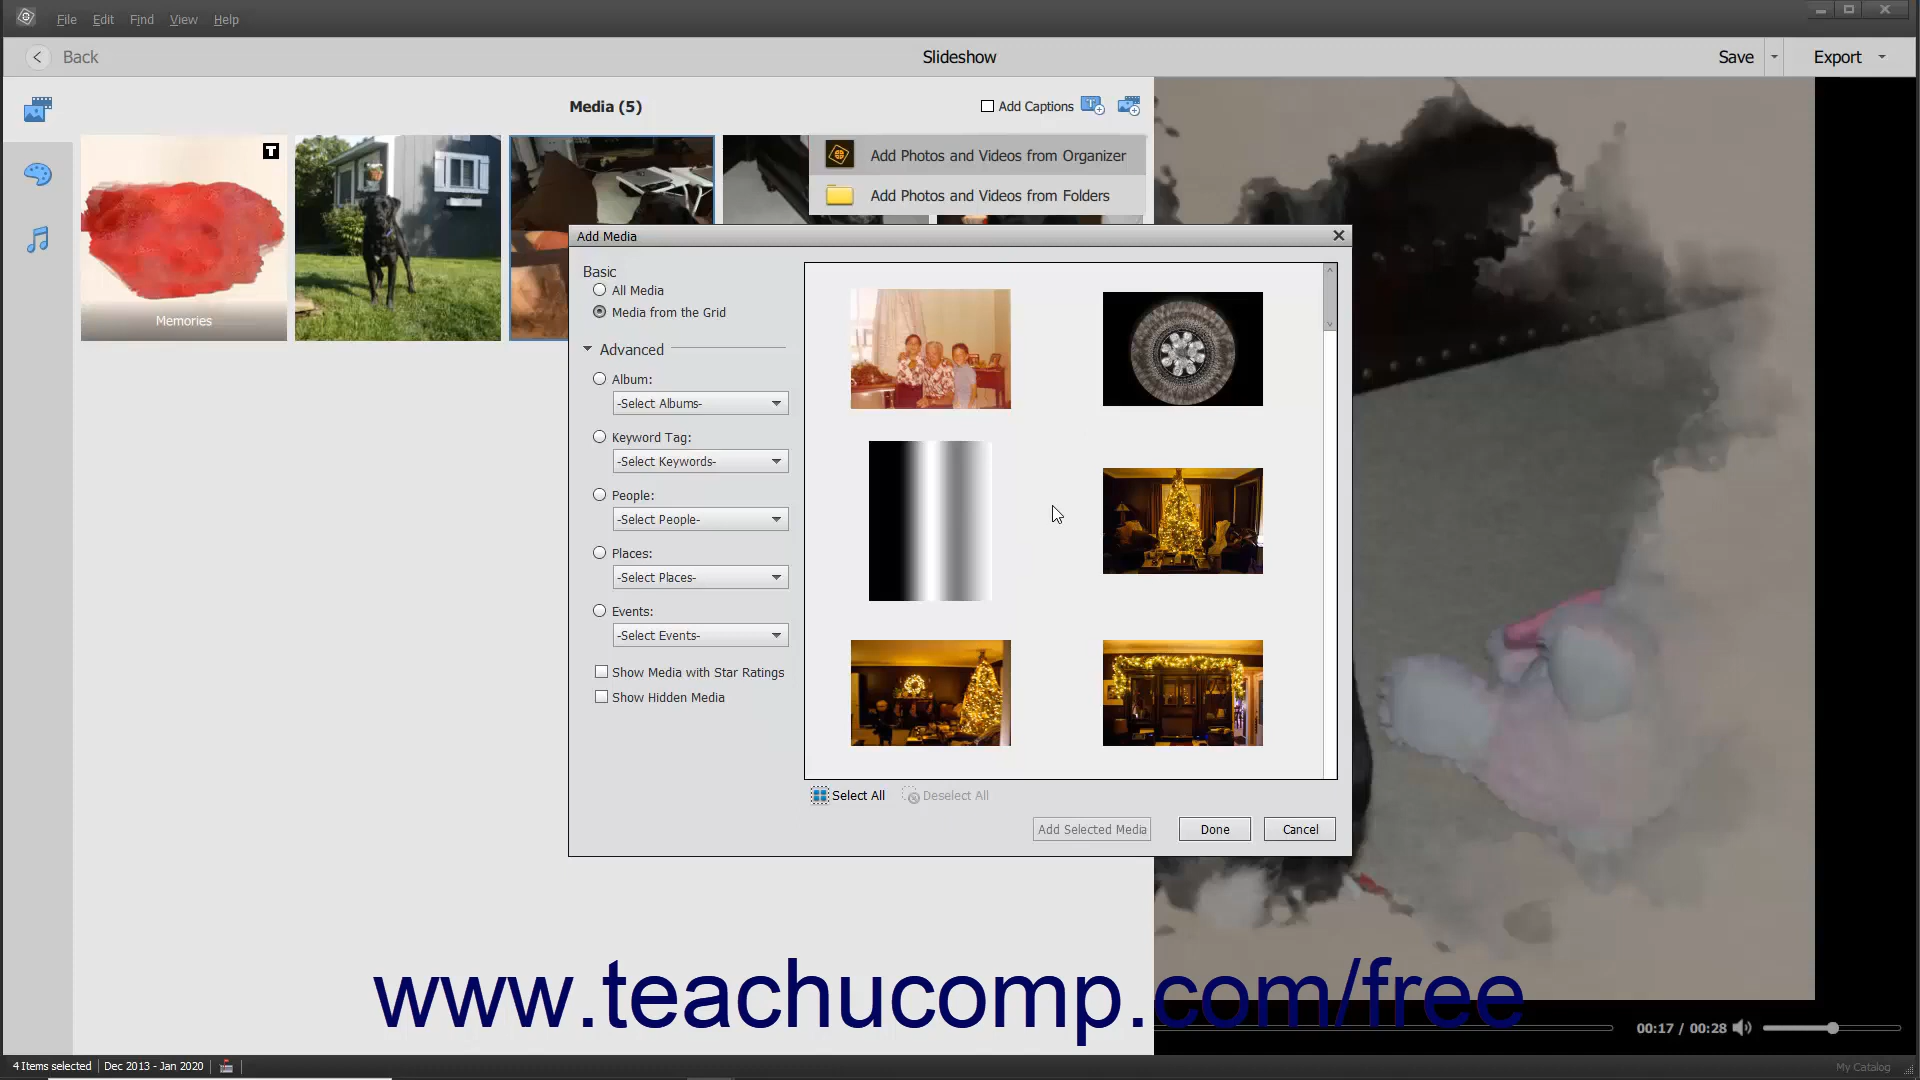 File Edit Find View Help
Back
Slideshow
Save
Export
Media (5)
Add Captions
T
Add Photos and Videos from Organizer
Add Photos and Videos from Folders
T
Memories
Add Media
Basic
All Media
Media from the Grid
Advanced
Album:
-Select Albums-
Keyword Tag:
-Select Keywords-
People:
-Select People-
Places:
-Select Places-
Events:
-Select Events-
Show Media with Star Ratings
Show Hidden Media
Select All
Deselect All
Add Selected Media
Done
Cancel
www.teachucomp.com/free
00:17 / 00:28
4 Items selected
Dec 2013 - Jan 2020
My Catalog